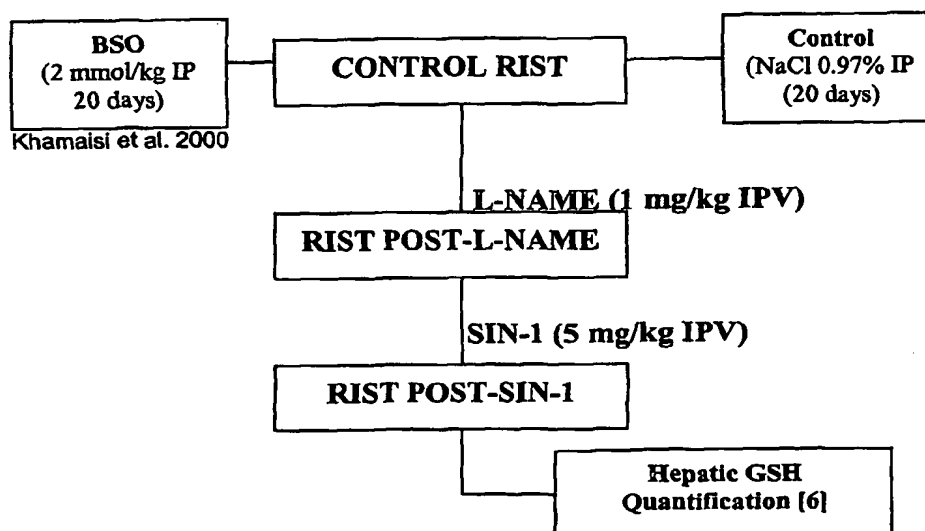 BSO
(2 mmol/kg IP
20 days)
Khamaisi et al. 2000
CONTROL RIST
Control
(NaCl 0.97% IP
(20 days)
L-NAME (1 mg/kg IPV)
RIST POST-L-NAME
SIN-1 (5 mg/kg IPV)
RIST POST-SIN-1
Hepatic GSH
Quantification [6]